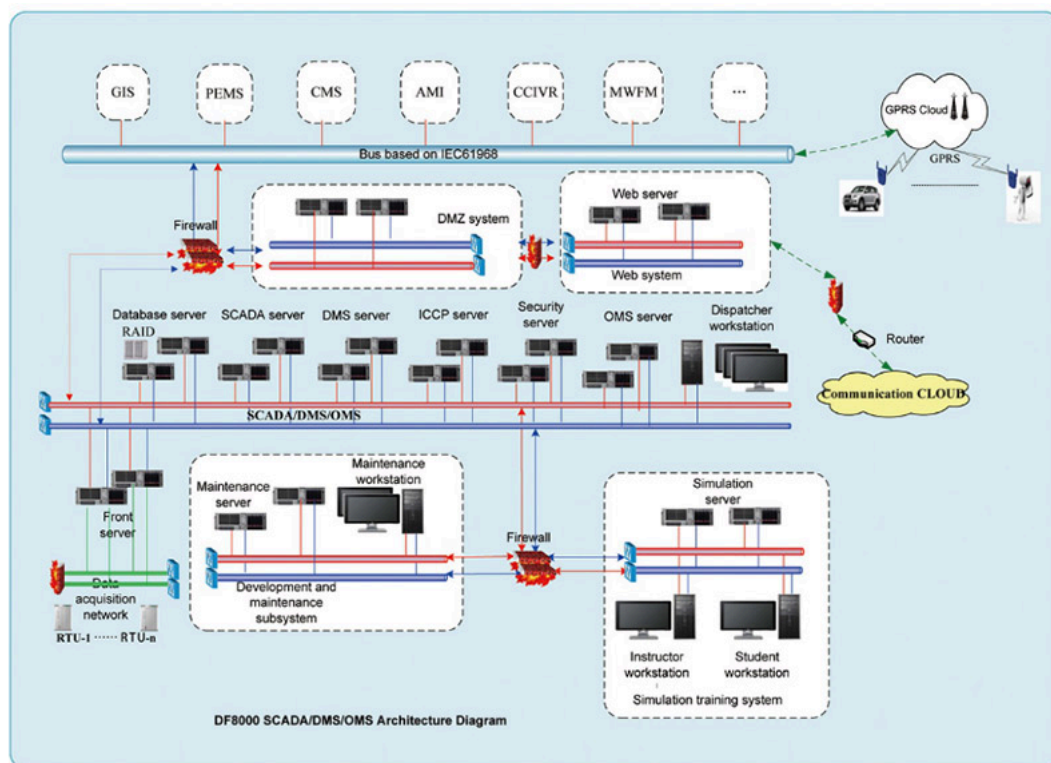 GIS
PEMS
CMS
AMI
CCIVR
MWFM
...
GPRS Cloud
GPRS
Bus based on IEC61968
Firewall
DMZ system
Web server
Web system
Router
Communication CLOUD
Database server
RAID
SCADA server
DMS server
ICCP server
Security
server
OMS server
Dispatcher
workstation
SCADA/DMS/OMS
Front
server
Data
acquisition
network
RTU-1 ...... RTU-n
Maintenance
server
Maintenance
workstation
Development and
maintenance
subsystem
Firewall
Simulation
server
Instructor
workstation
Student
workstation
Simulation training system
DF8000 SCADA/DMS/OMS Architecture Diagram